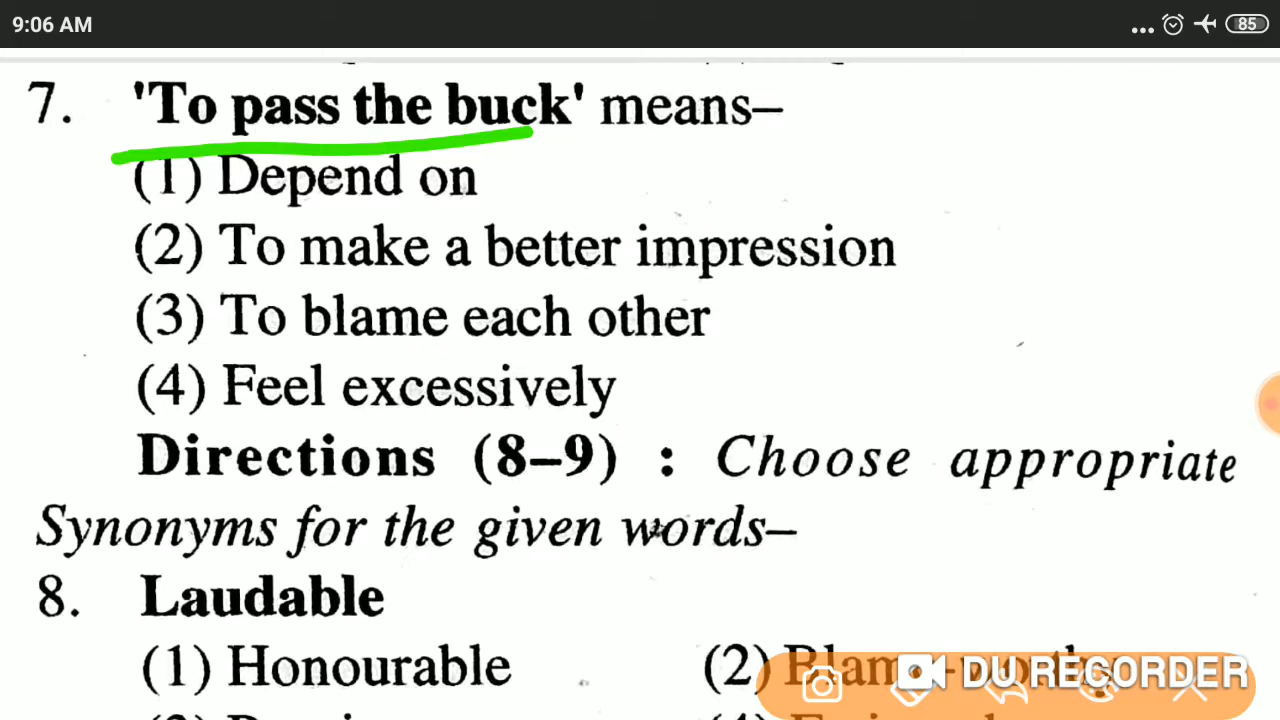 9:06 AM
85
7. 'To pass the buck' means–
(1) Depend on
(2) To make a better impression
(3) To blame each other
(4) Feel excessively
Directions (8–9) : Choose appropriate
Synonyms for the given words–
8. Laudable
(1) Honourable (2)
DU RECORDER